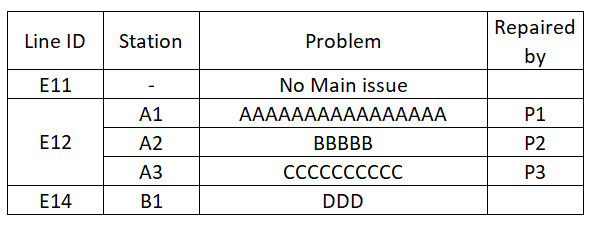 Line ID Station Problem Repaired by
E11 - No Main issue
E12 A1 AAAAAAAAAAAAAAAA P1
A2 BBBBB P2
A3 CCCCCCCCCC P3
E14 B1 DDD